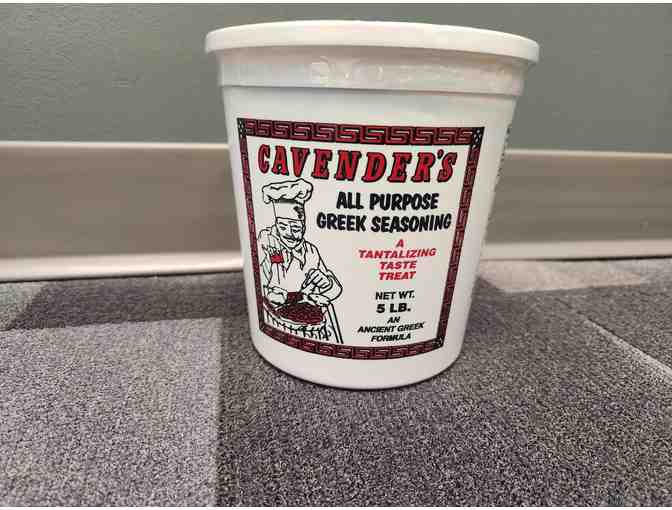 CAVENDER'S
ALL PURPOSE
GREEK SEASONING
A
TANTALIZING
TASTE
TREAT
NET WT.
5 LB.
AN
ANCIENT GREEK
FORMULA